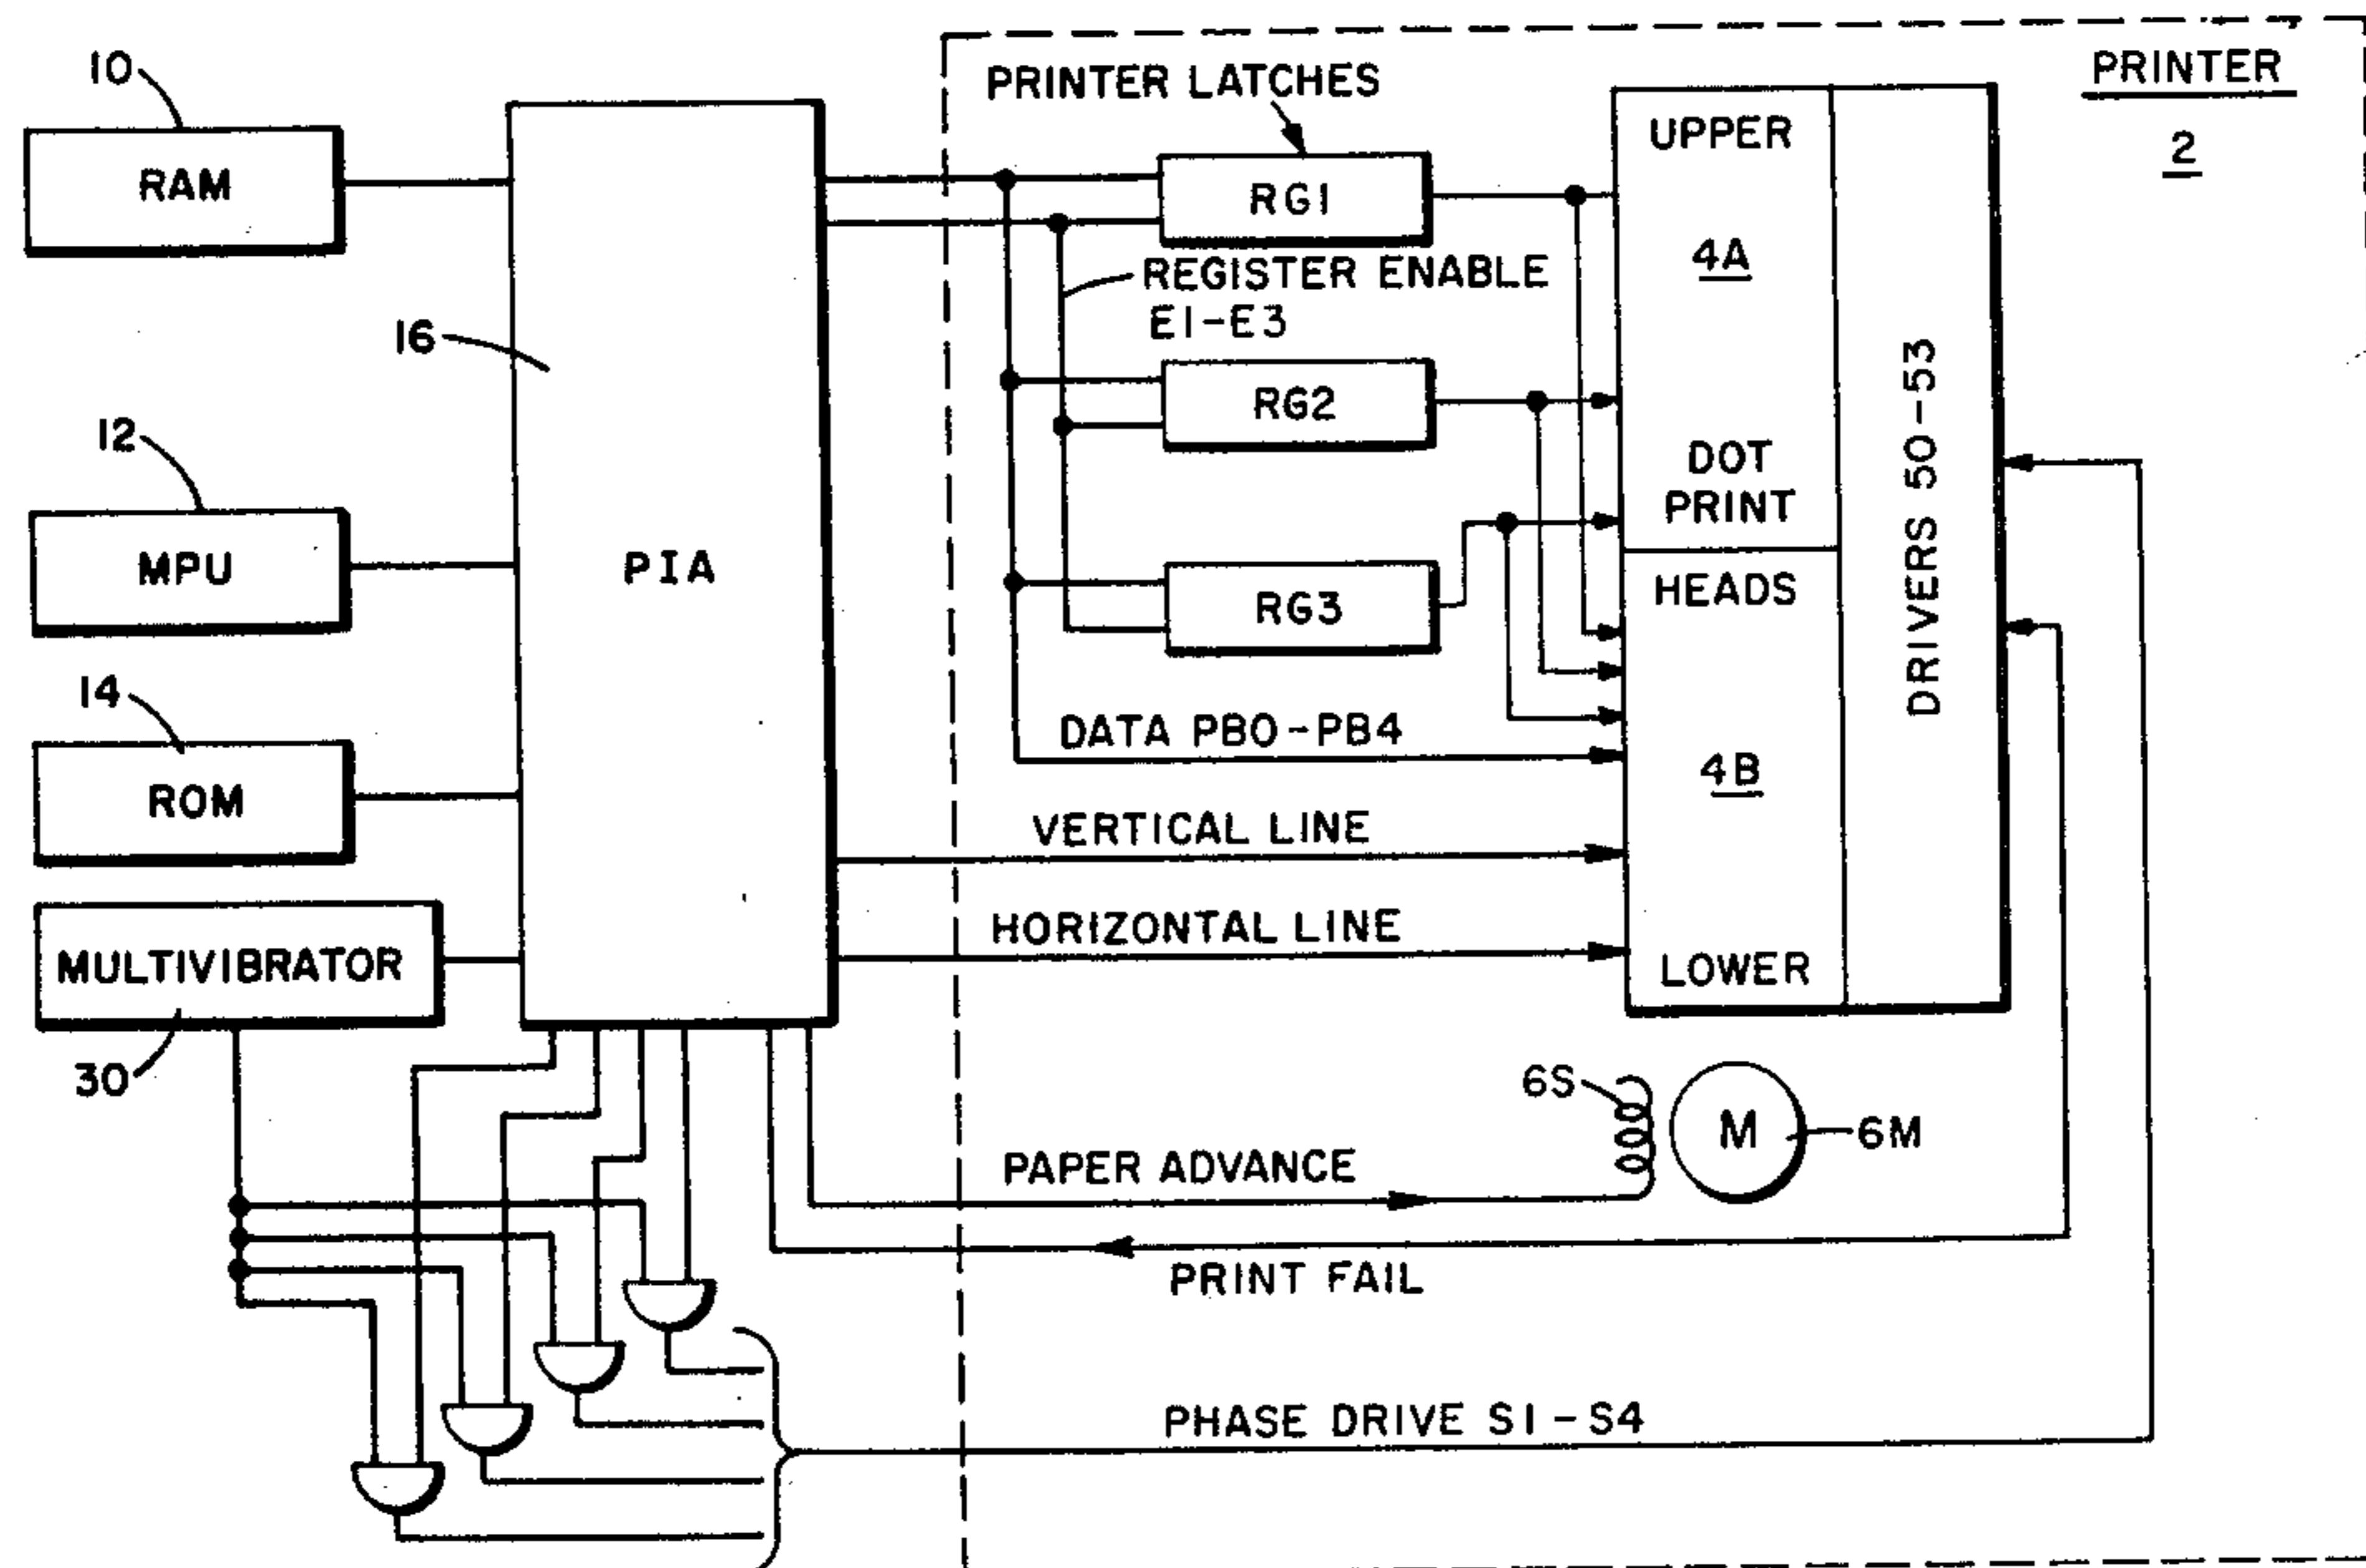 10
RAM
12
MPU
14
ROM
MULTIVIBRATOR
30
16
PIA
PRINTER LATCHES
RG1
REGISTER ENABLE
E1-E3
RG2
RG3
DATA PB0-PB4
VERTICAL LINE
HORIZONTAL LINE
PAPER ADVANCE
PRINT FAIL
PHASE DRIVE S1-S4
UPPER
4A
DOT
PRINT
HEADS
4B
LOWER
DRIVERS 50-53
PRINTER
2
6S
M
6M